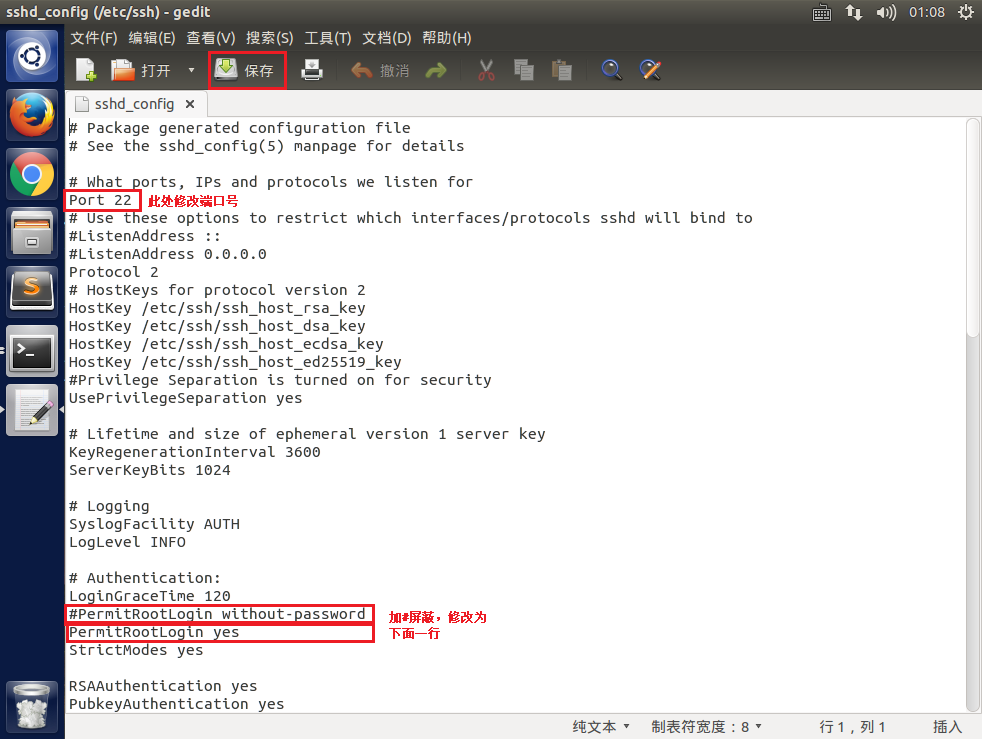 sshd_config (/etc/ssh) - gedit
01:08
文件(F) 编辑(E) 查看(V) 搜索(S) 工具(T) 文档(D) 帮助(H)
打开 保存 撤消
sshd_config
# Package generated configuration file
# See the sshd_config(5) manpage for details
# What ports, IPs and protocols we listen for
Port 22 此处修改端口号
# Use these options to restrict which interfaces/protocols sshd will bind to
#ListenAddress ::
#ListenAddress 0.0.0.0
Protocol 2
# HostKeys for protocol version 2
HostKey /etc/ssh/ssh_host_rsa_key
HostKey /etc/ssh/ssh_host_dsa_key
HostKey /etc/ssh/ssh_host_ecdsa_key
HostKey /etc/ssh/ssh_host_ed25519_key
#Privilege Separation is turned on for security
UsePrivilegeSeparation yes
# Lifetime and size of ephemeral version 1 server key
KeyRegenerationInterval 3600
ServerKeyBits 1024
# Logging
SyslogFacility AUTH
LogLevel INFO
# Authentication:
LoginGraceTime 120
#PermitRootLogin without-password 加#屏蔽，修改为
PermitRootLogin yes 下面一行
StrictModes yes
RSAAuthentication yes
PubkeyAuthentication yes
纯文本 制表符宽度：8 行 1，列 1 插入